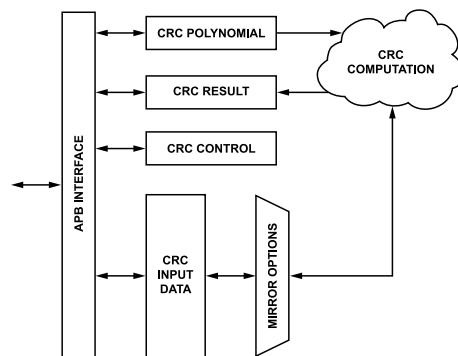 CRC POLYNOMIAL
CRC
COMPUTATION
CRC RESULT
CRC CONTROL
APB INTERFACE
CRC
INPUT
DATA
MIRROR OPTIONS